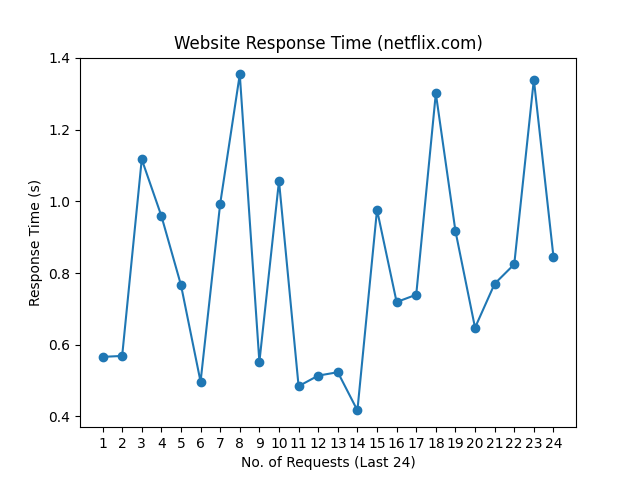 Website Response Time (netflix.com)
1.4
1.2
1.0
0.8
0.6
0.4
Response Time (s)
1 2 3 4 5 6 7 8 9 10 11 12 13 14 15 16 17 18 19 20 21 22 23 24
No. of Requests (Last 24)